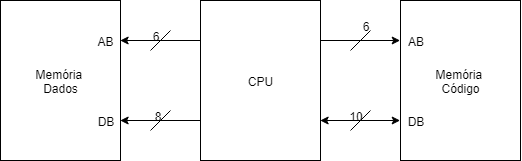 6
6
AB
AB
Memória
Dados
CPU
Memória
Código
8
10
DB
DB